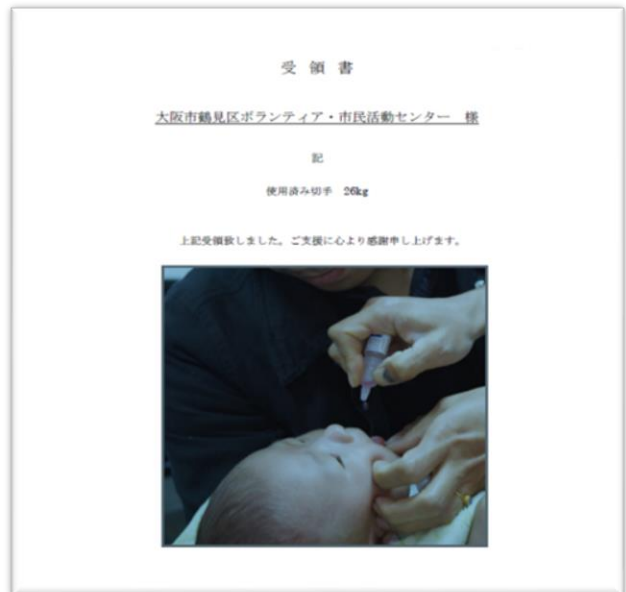 受 領 書
大阪市鶴見区ボランティア・市民活動センター 様
記
使用済み切手 26kg
上記受領致しました。ご支援に心より感謝申し上げます。